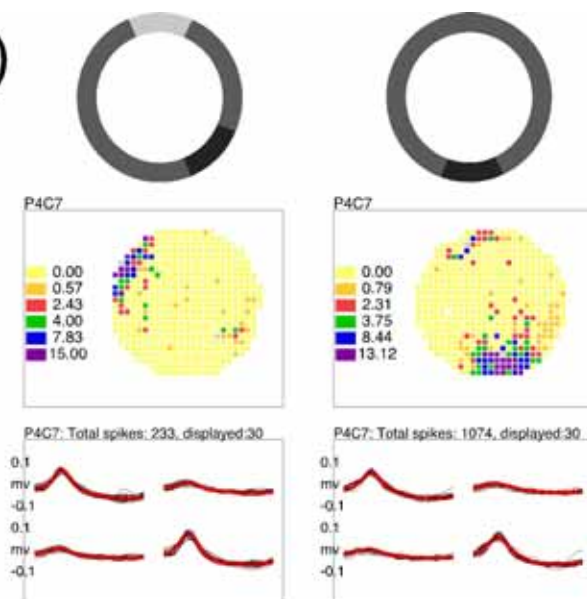 P4C7
0.00
0.57
2.43
4.00
7.83
15.00
P4C7
0.00
0.79
2.31
3.75
8.44
13.12
P4C7: Total spikes: 233, displayed:30
0.1
mv
-0.1
0.1
mv
-0.1
P4C7: Total spikes: 1074, displayed:30
0.1
mv
-0.1
0.1
mv
-0.1